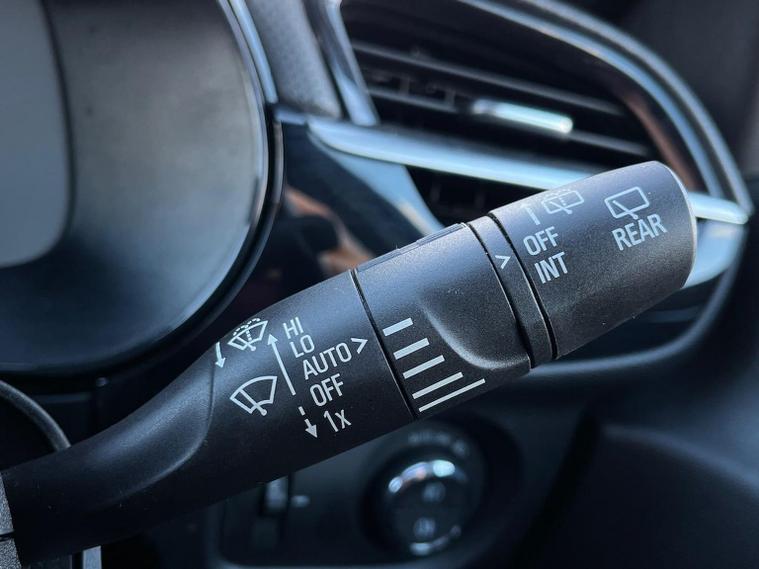 HI
LO
AUTO >
OFF
1x
>
OFF
INT
REAR